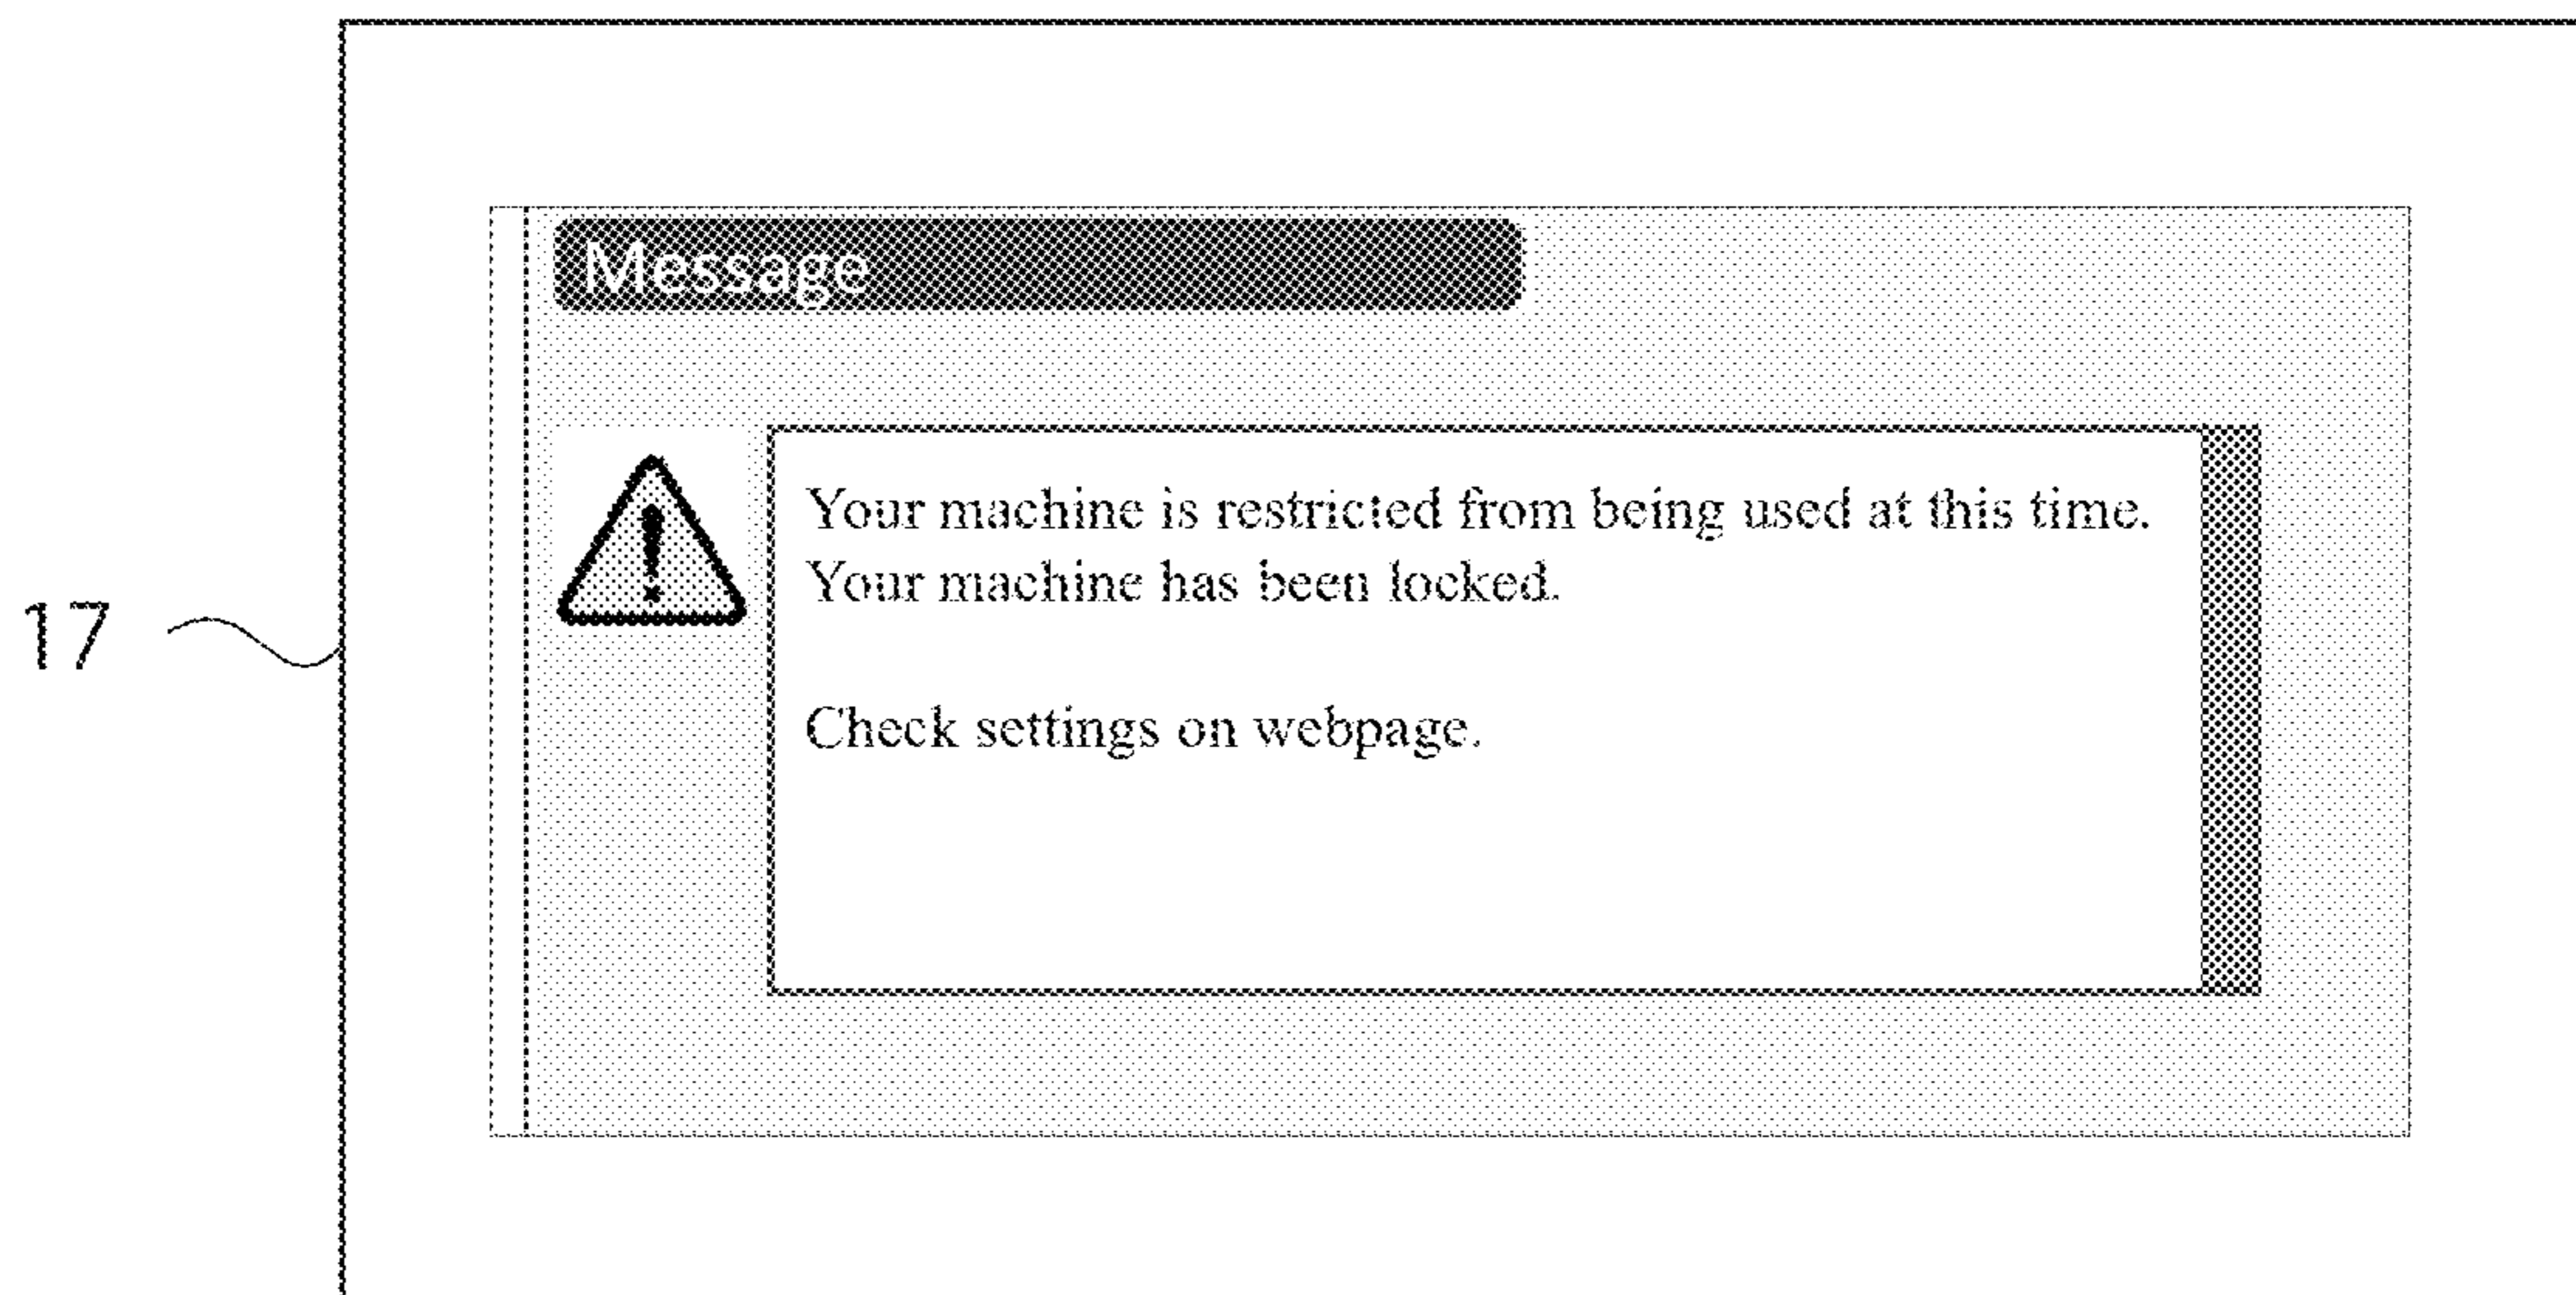 Message
Your machine is restricted from being used at this time.
Your machine has been locked.
Check settings on webpage.
17